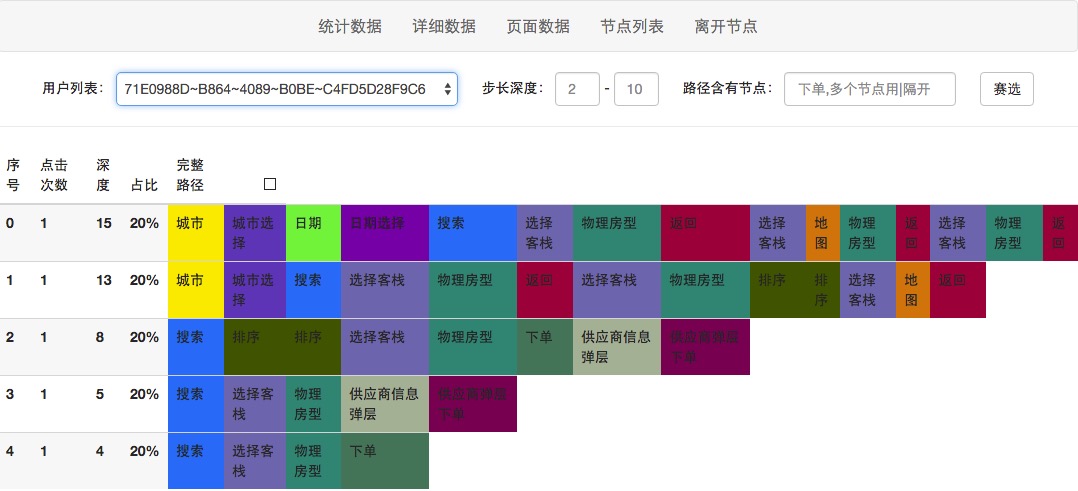 统计数据 详细数据 页面数据 节点列表 离开节点
用户列表： 71E0988D~B864~4089~B0BE~C4FD5D28F9C6 步长深度： 2 - 10 路径含有节点： 下单,多个节点用|隔开 赛选
序号 点击次数 深度 占比 完整路径
0 1 15 20% 城市 城市选择 日期 日期选择 搜索 选择客栈 物理房型 返回 选择客栈 地图 物理房型 返回 选择客栈 物理房型 返回
1 1 13 20% 城市 城市选择 搜索 选择客栈 物理房型 返回 选择客栈 物理房型 排序 排序 选择客栈 地图 返回
2 1 8 20% 搜索 排序 排序 选择客栈 物理房型 下单 供应商信息弹层 供应商弹层下单
3 1 5 20% 搜索 选择客栈 物理房型 供应商信息弹层 供应商弹层下单
4 1 4 20% 搜索 选择客栈 物理房型 下单